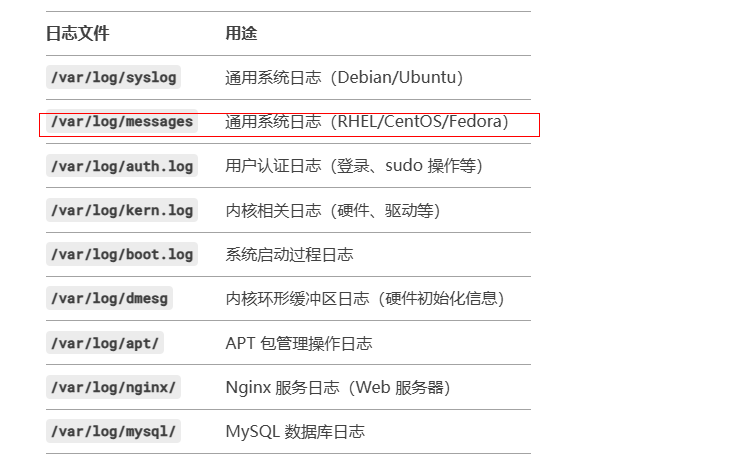 日志文件 用途
/var/log/syslog 通用系统日志（Debian/Ubuntu）
/var/log/messages 通用系统日志（RHEL/CentOS/Fedora）
/var/log/auth.log 用户认证日志（登录、sudo 操作等）
/var/log/kern.log 内核相关日志（硬件、驱动等）
/var/log/boot.log 系统启动过程日志
/var/log/dmesg 内核环形缓冲区日志（硬件初始化信息）
/var/log/apt/ APT 包管理操作日志
/var/log/nginx/ Nginx 服务日志（Web 服务器）
/var/log/mysql/ MySQL 数据库日志